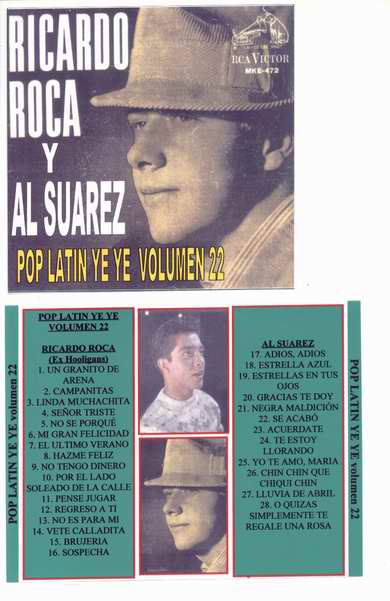 RICARDO
ROCA
Y
AL SUAREZ
RCA VICTOR
MKE-472
POP LATIN YE YE VOLUMEN 22
POP LATIN YE YE volumen 22
POP LATIN YE YE
VOLUMEN 22
RICARDO ROCA
(Ex Hooligans)
1. UN GRANITO DE
ARENA
2. CAMPANITAS
3. LINDA MUCHACHITA
4. SEÑOR TRISTE
5. NO SE PORQUÉ
6. MI GRAN FELICIDAD
7. EL ULTIMO VERANO
8. HAZME FELIZ
9. NO TENGO DINERO
10. POR EL LADO
SOLEADO DE LA CALLE
11. PENSE JUGAR
12. REGRESO A TI
13. NO ES PARA MI
14. VETE CALLADITA
15. BRUJERIA
16. SOSPECHA
AL SUAREZ
17. ADIOS, ADIOS
18. ESTRELLA AZUL
19. ESTRELLAS EN TUS
OJOS
20. GRACIAS TE DOY
21. NEGRA MALDICIÓN
22. SE ACABÓ
23. ACUERDATE
24. TE ESTOY
LLORANDO
25. YO TE AMO, MARIA
26. CHIN CHIN QUE
CHIQUI CHIN
27. LLUVIA DE ABRIL
28. O QUIZAS
SIMPLEMENTE TE
REGALE UNA ROSA
POP LATIN YE YE volumen 22